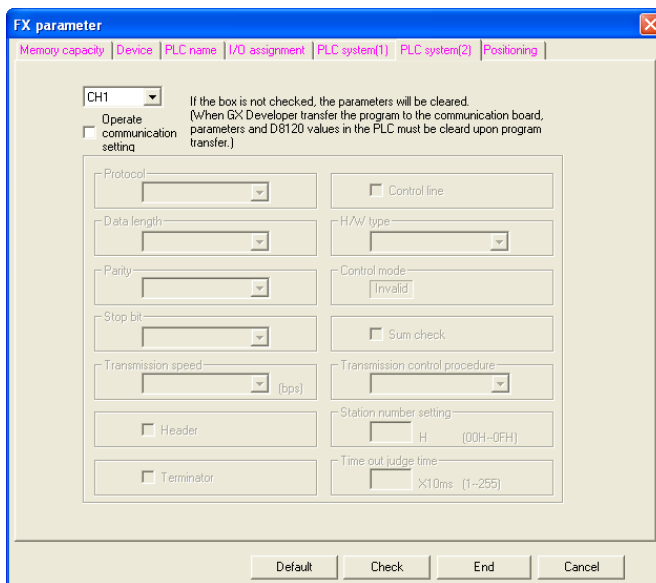 FX parameter
Memory capacity Device PLC name I/O assignment PLC system(1) PLC system(2) Positioning
CH1
If the box is not checked, the parameters will be cleared.
(When GX Developer transfer the program to the communication board,
parameters and D8120 values in the PLC must be cleard upon program
transfer.)
Operate
communication
setting
Protocol
Control line
Data length
H/W type
Parity
Control mode
Invalid
Stop bit
Sum check
Transmission speed
(bps)
Transmission control procedure
Header
Station number setting
H (00H--0FH)
Terminator
Time out judge time
X10ms (1--255)
Default Check End Cancel